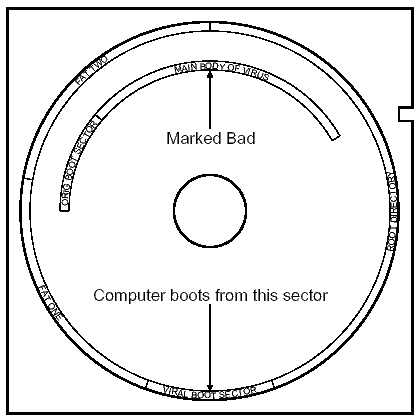 FAT TWO
MAIN BODY OF VIRUS
ORIG BOOT SECTOR
Marked Bad
ROOT DIRECTORY
Computer boots from this sector
FAT ONE
VIRAL BOOT SECTOR